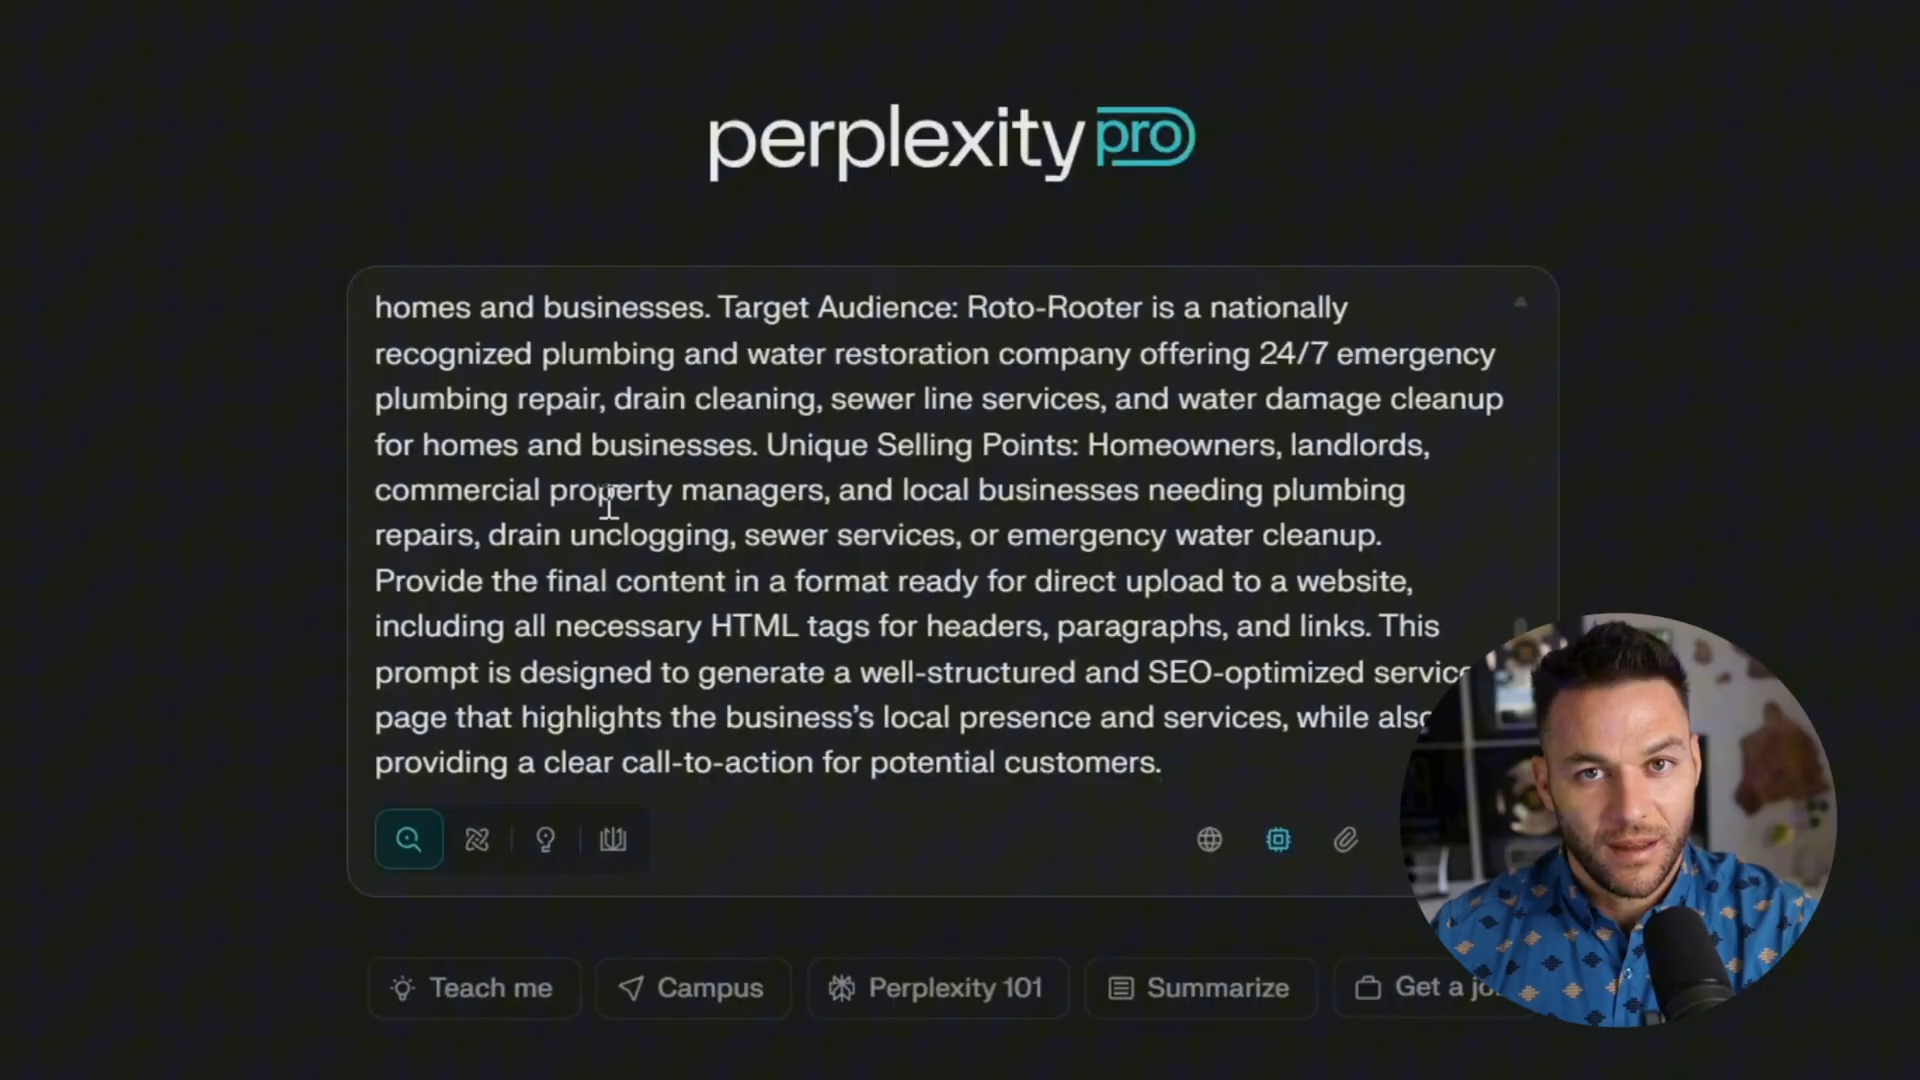 perplexity pro
homes and businesses. Target Audience: Roto-Rooter is a nationally
recognized plumbing and water restoration company offering 24/7 emergency
plumbing repair, drain cleaning, sewer line services, and water damage cleanup
for homes and businesses. Unique Selling Points: Homeowners, landlords,
commercial property managers, and local businesses needing plumbing
repairs, drain unclogging, sewer services, or emergency water cleanup.
Provide the final content in a format ready for direct upload to a website,
including all necessary HTML tags for headers, paragraphs, and links. This
prompt is designed to generate a well-structured and SEO-optimized service
page that highlights the business’s local presence and services, while also
providing a clear call-to-action for potential customers.
Teach me
Campus
Perplexity 101
Summarize
Get a